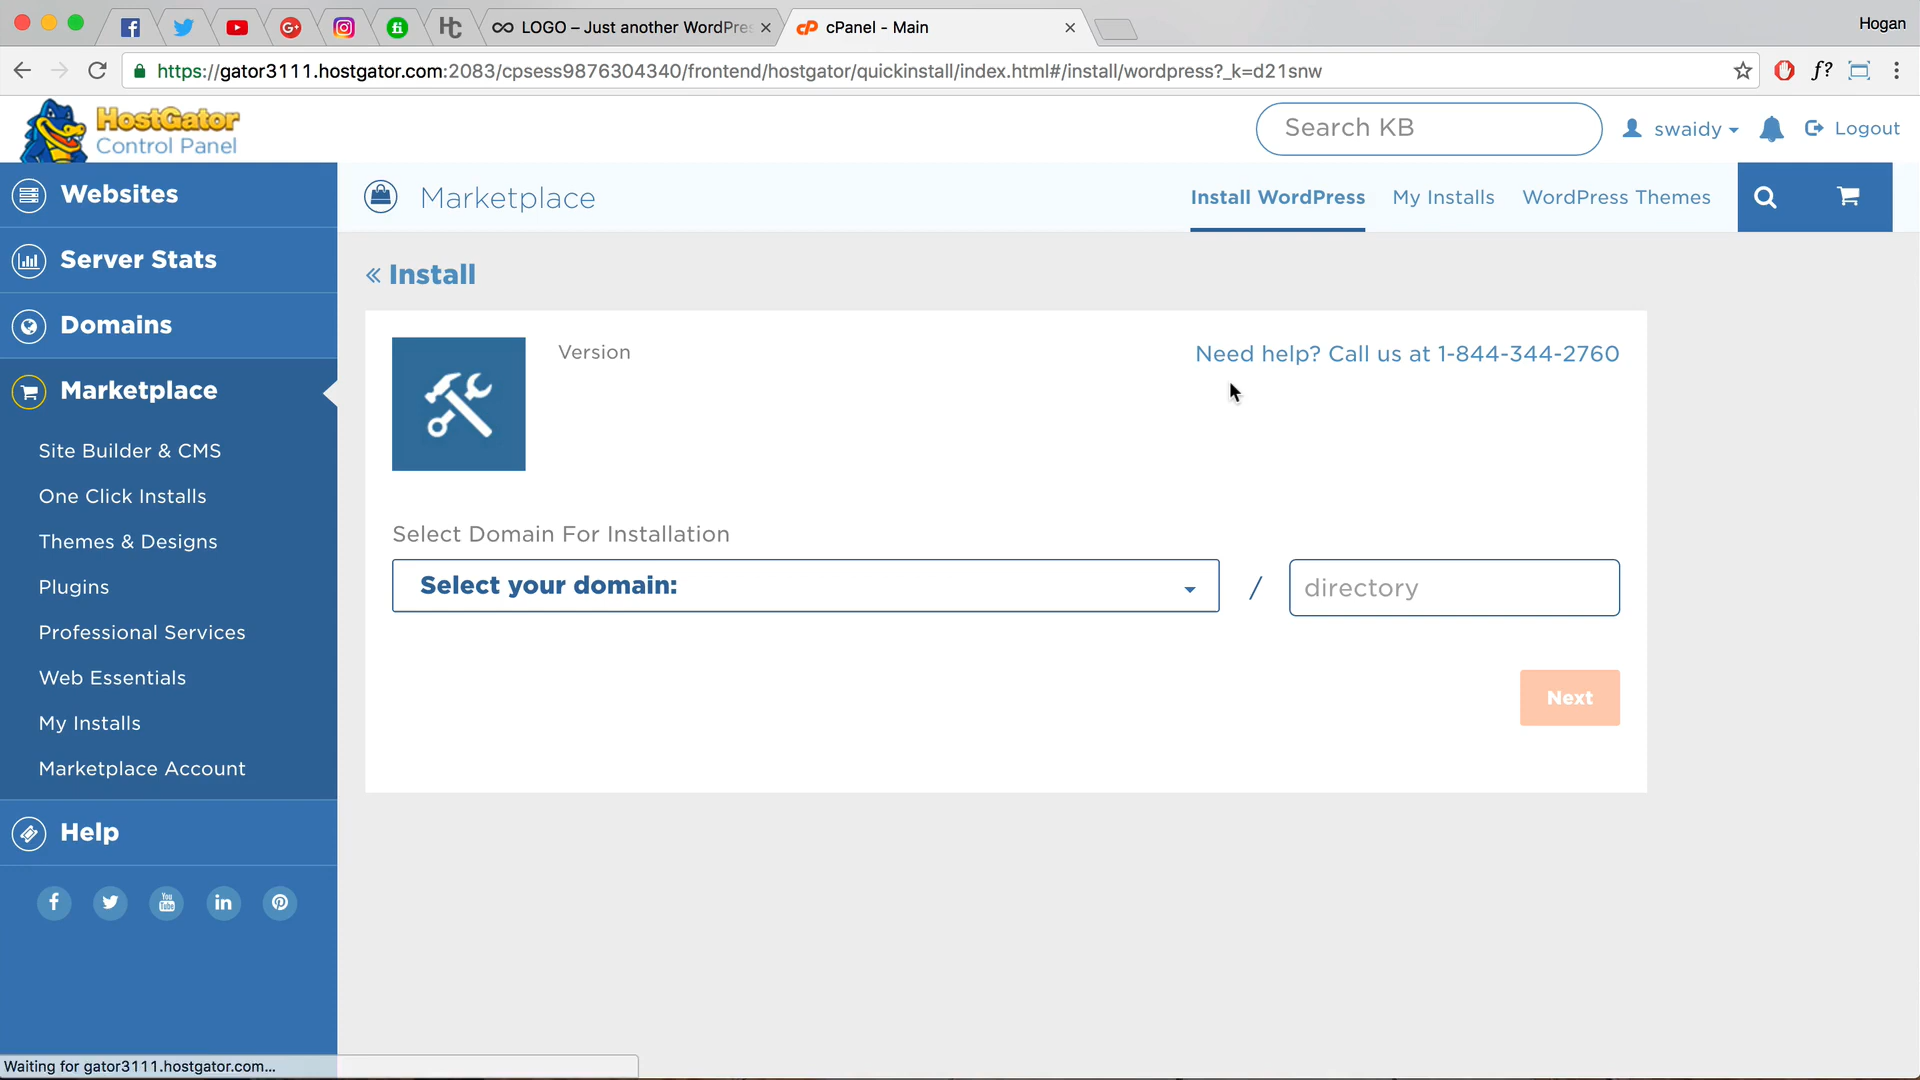 Hogan
LOGO – Just another WordPre
cPanel - Main
https://gator3111.hostgator.com:2083/cpsess9876304340/frontend/hostgator/quickinstall/index.html#/install/wordpress?_k=d21snw
f?
HostGator
Control Panel
Search KB
swaidy
Logout
Websites
Server Stats
Domains
Marketplace
Site Builder & CMS
One Click Installs
Themes & Designs
Plugins
Professional Services
Web Essentials
My Installs
Marketplace Account
Help
Marketplace
Install WordPress
My Installs
WordPress Themes
« Install
Version
Need help? Call us at 1-844-344-2760
Select Domain For Installation
Select your domain:
/
directory
Next
Waiting for gator3111.hostgator.com...